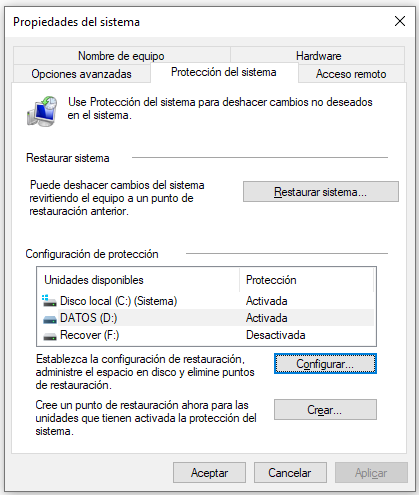 Propiedades del sistema
Nombre de equipo
Hardware
Opciones avanzadas
Protección del sistema
Acceso remoto
Use Protección del sistema para deshacer cambios no deseados
en el sistema.
Restaurar sistema
Puede deshacer cambios del sistema
revirtiendo el equipo a un punto de
restauración anterior.
Restaurar sistema...
Configuración de protección
Unidades disponibles
Protección
Disco local (C:) (Sistema)
Activada
DATOS (D:)
Activada
Recover (F:)
Desactivada
Establezca la configuración de restauración,
administre el espacio en disco y elimine puntos
de restauración.
Configurar...
Cree un punto de restauración ahora para las
unidades que tienen activada la protección del
sistema.
Crear...
Aceptar
Cancelar
Aplicar